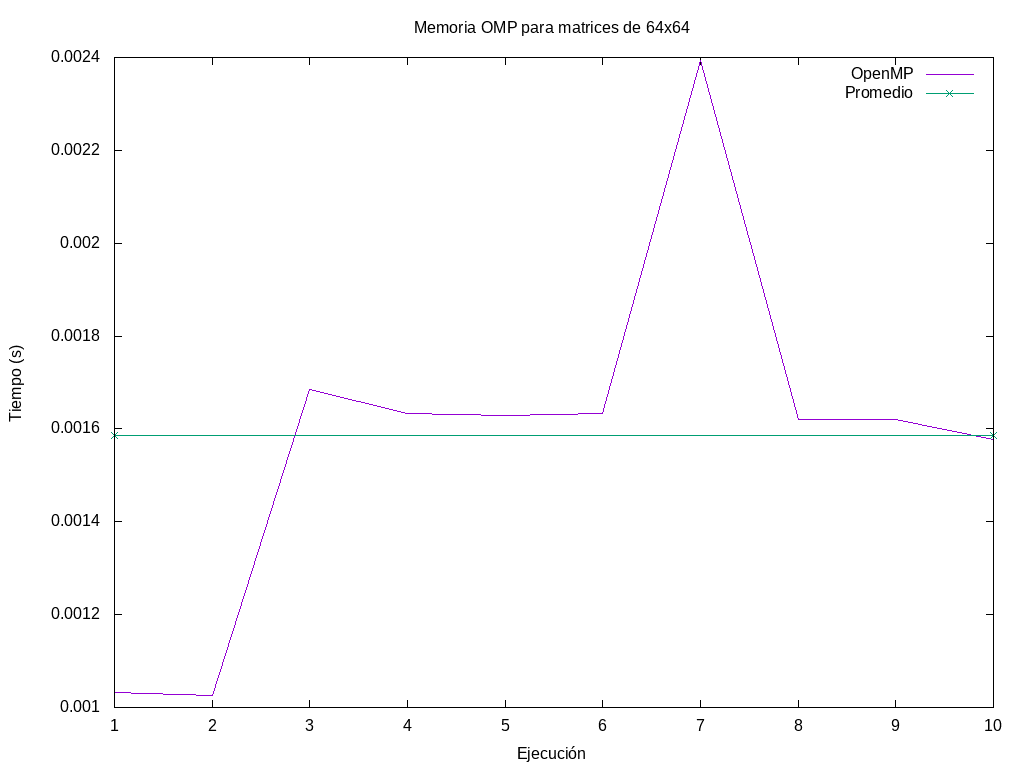 Memoria OMP para matrices de 64x64
OpenMP
Promedio
0.0024
0.0022
0.002
0.0018
0.0016
0.0014
0.0012
0.001
Tiempo (s)
1 2 3 4 5 6 7 8 9 10
Ejecución